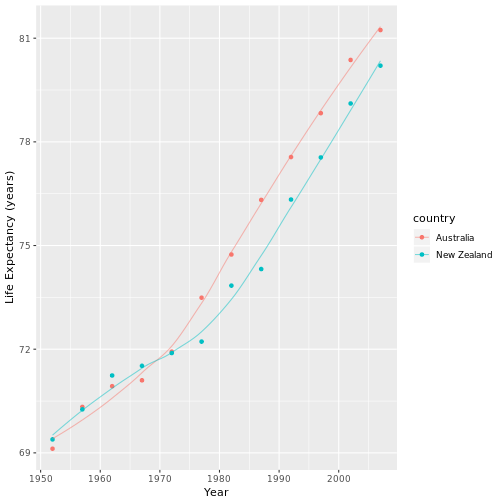 81
78
75
72
69
1950 1960 1970 1980 1990 2000
Year
Life Expectancy (years)
country
Australia
New Zealand